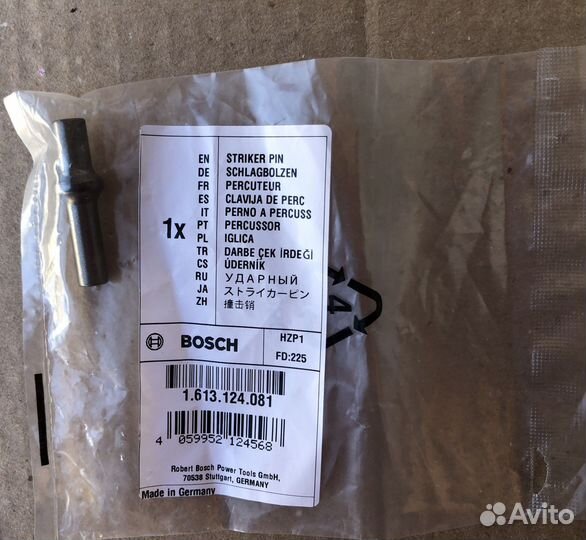 EN STRIKER PIN
DE SCHLAGBOLZEN
FR PERCUTEUR
ES CLAVIJA DE PERC
IT PERNO A PERCUSS
1x PT PERCUSSOR
PL IGLICA
TR DARBE ÇEK İRDEĞİ
CS ÚDERNÍK
RU УДАРНЫЙ
JA ストライカーピン
ZH 撞击销
BOSCH
HZP1
FD:225
1.613.124.081
4 059952 124568
Robert Bosch Power Tools GmbH,
70538 Stuttgart, GERMANY
Made in Germany
4
Avito